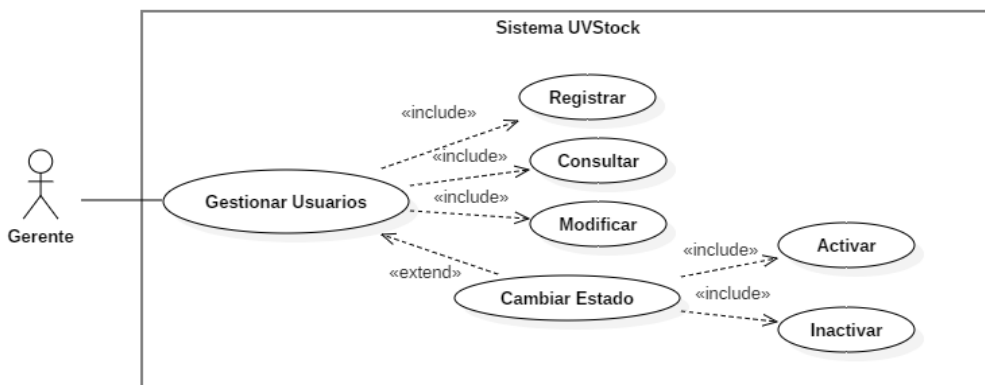 Sistema UVStock
Registrar
«include»
«include»
Consultar
Gestionar Usuarios
«include»
Modificar
Gerente
«extend»
Cambiar Estado
«include»
Activar
«include»
Inactivar